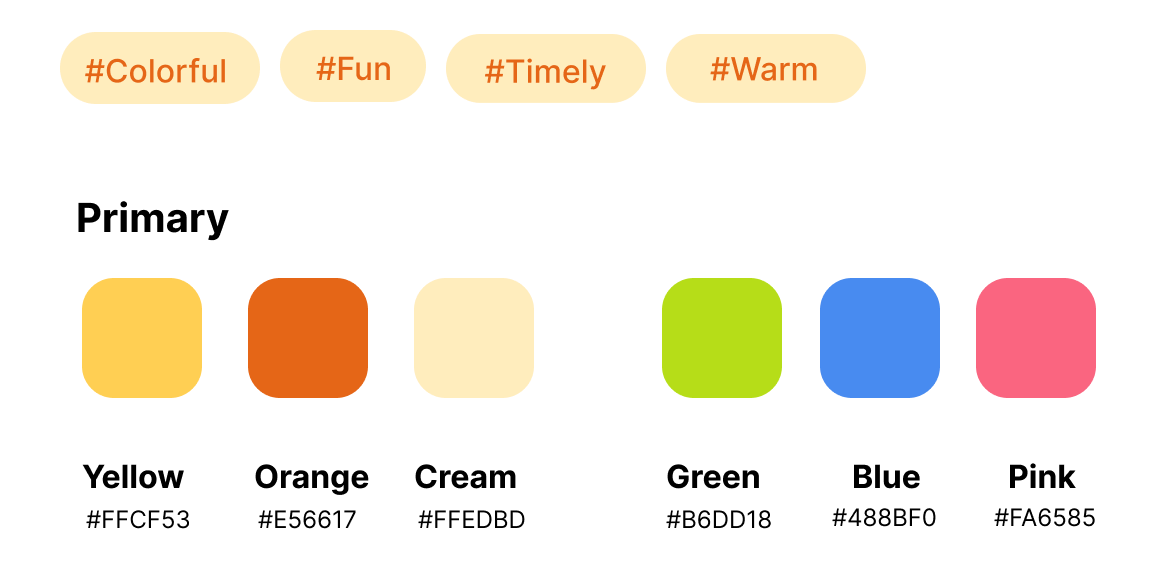 #Colorful #Fun #Timely #Warm
Primary
Yellow Orange Cream Green Blue Pink
#FFCF53 #E56617 #FFEDBD #B6DD18 #488BF0 #FA6585